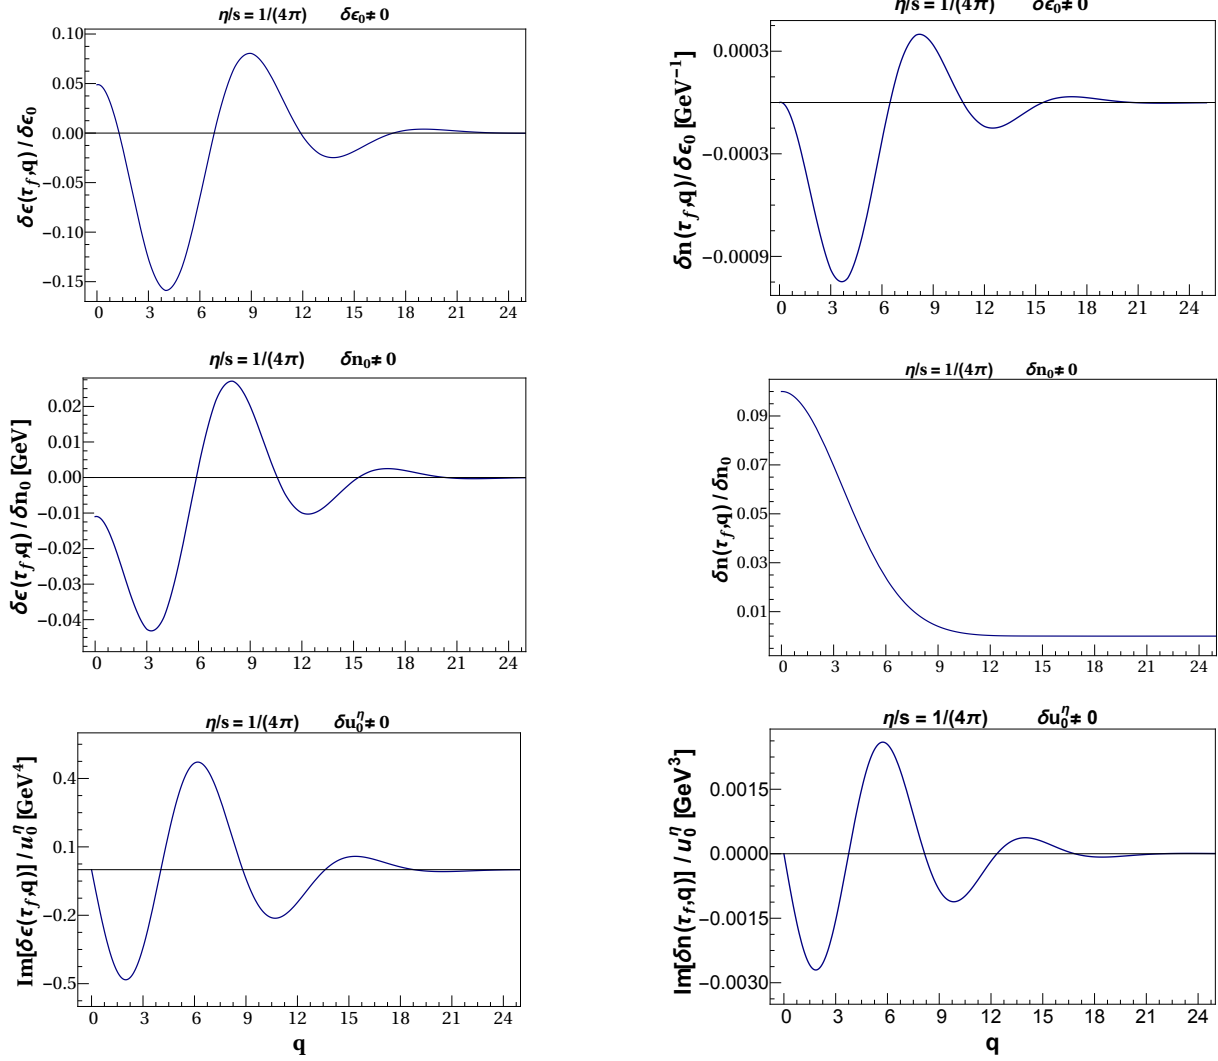 η/s = 1/(4π) δϵ₀≠0
0.10
0.05
0.00
−0.05
−0.10
−0.15
δϵ(τ_f,q) / δϵ₀
0 3 6 9 12 15 18 21 24
η/s = 1/(4π) δϵ₀≠0
0.0003
−0.0003
−0.0009
δn(τ_f,q)/δϵ₀ [GeV⁻¹]
0 3 6 9 12 15 18 21 24
η/s = 1/(4π) δn₀≠0
0.02
0.00
−0.01
−0.02
−0.03
−0.04
δϵ(τ_f,q) / δn₀ [GeV]
0 3 6 9 12 15 18 21 24
η/s = 1/(4π) δn₀≠0
0.09
0.07
0.05
0.03
0.01
δn(τ_f,q) / δn₀
0 3 6 9 12 15 18 21 24
η/s = 1/(4π) δu₀^η≠0
0.4
0.1
−0.2
−0.5
Im[δϵ(τ_f,q)] / u₀^η [GeV⁴]
0 3 6 9 12 15 18 21 24
q
η/s = 1/(4π) δu₀^η≠0
0.0015
0.0000
−0.0015
−0.0030
Im[δn(τ_f,q)] / u₀^η [GeV³]
0 3 6 9 12 15 18 21 24
q